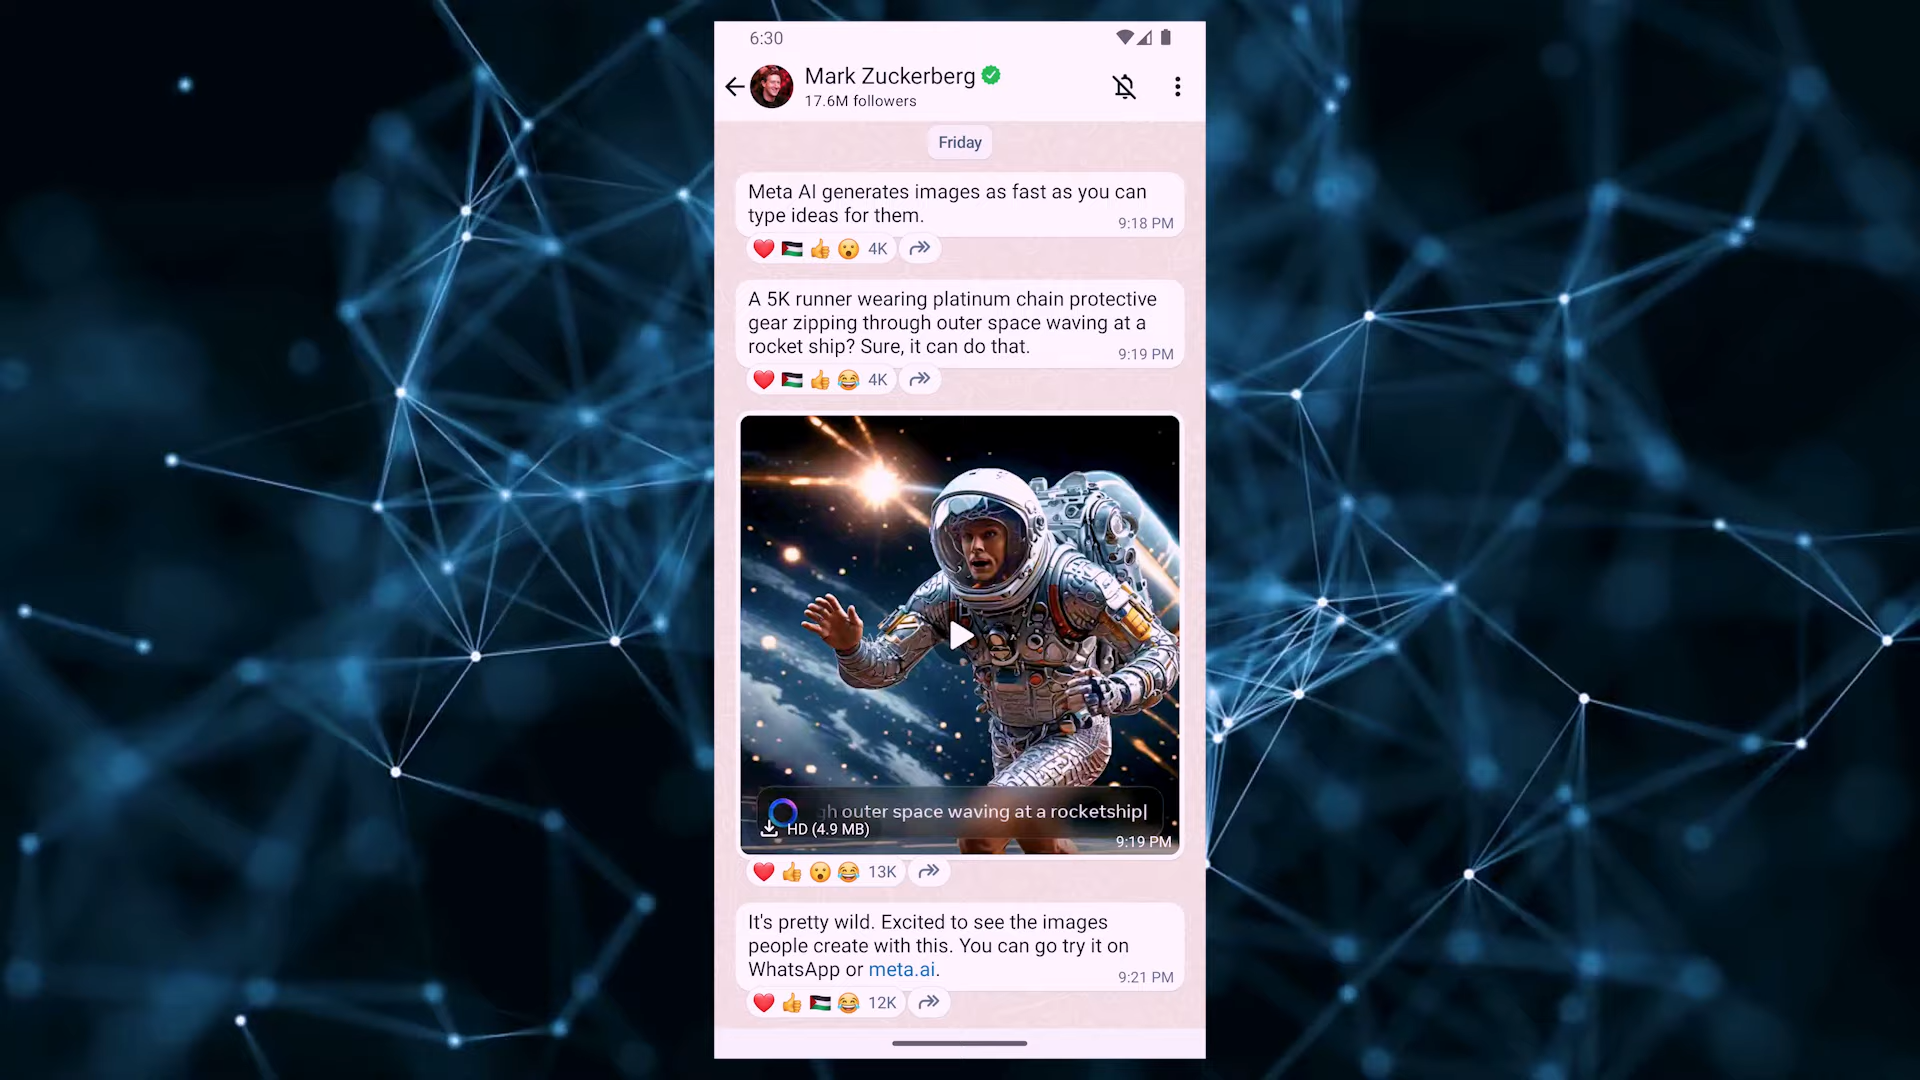 6:30
Mark Zuckerberg
17.6M followers
Friday
Meta AI generates images as fast as you can
type ideas for them.
9:18 PM
4K
A 5K runner wearing platinum chain protective
gear zipping through outer space waving at a
rocket ship? Sure, it can do that.
9:19 PM
4K
gh outer space waving at a rocketship|
HD (4.9 MB)
9:19 PM
13K
It's pretty wild. Excited to see the images
people create with this. You can go try it on
WhatsApp or meta.ai.
9:21 PM
12K